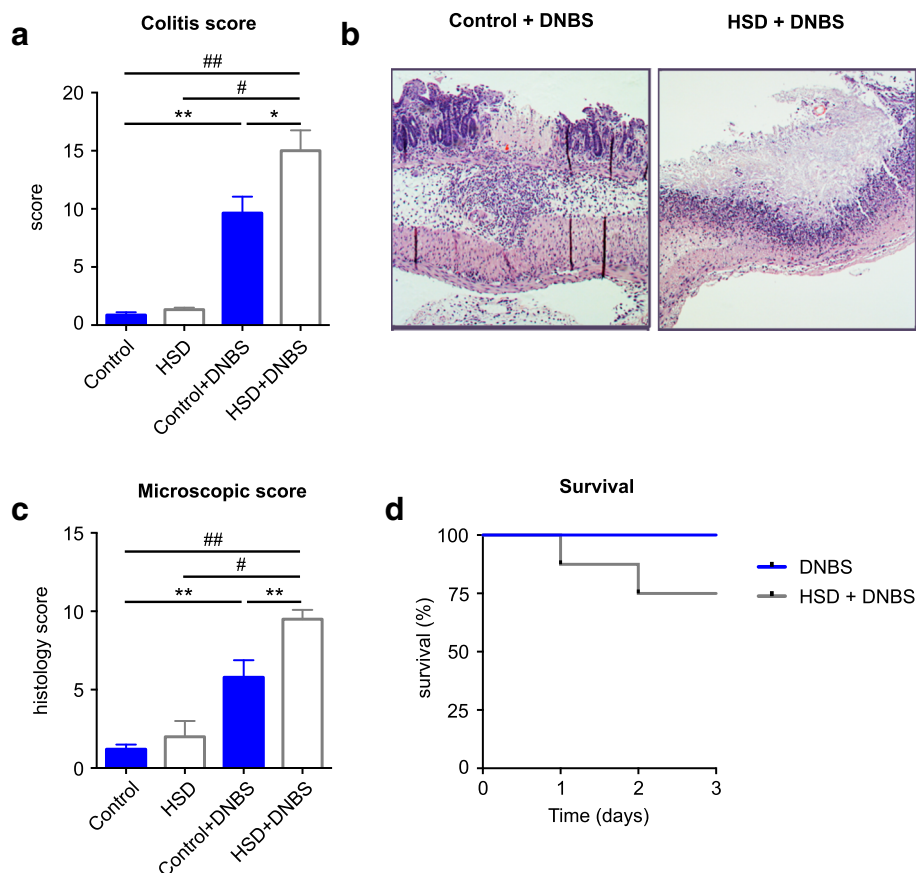 a
Colitis score
##
#
**
*
20
15
10
5
0
score
Control
HSD
Control+DNBS
HSD+DNBS
b
Control + DNBS
HSD + DNBS
c
Microscopic score
##
#
**
**
15
10
5
0
histology score
Control
HSD
Control+DNBS
HSD+DNBS
d
Survival
100
75
50
25
0
survival (%)
0
1
2
3
Time (days)
DNBS
HSD + DNBS